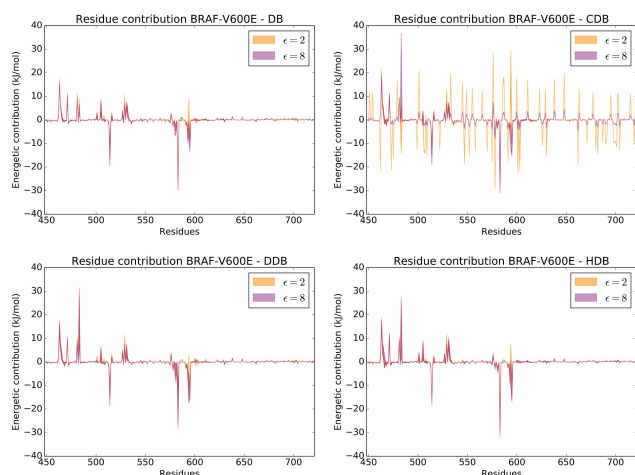 Residue contribution BRAF-V600E - DB
Energetic contribution (kJ/mol)
40
30
20
10
0
−10
−20
−30
−40
ϵ = 2
ϵ = 8
450 500 550 600 650 700
Residues
Residue contribution BRAF-V600E - CDB
Energetic contribution (kJ/mol)
40
30
20
10
0
−10
−20
−30
−40
ϵ = 2
ϵ = 8
450 500 550 600 650 700
Residues
Residue contribution BRAF-V600E - DDB
Energetic contribution (kJ/mol)
40
30
20
10
0
−10
−20
−30
−40
ϵ = 2
ϵ = 8
450 500 550 600 650 700
Residues
Residue contribution BRAF-V600E - HDB
Energetic contribution (kJ/mol)
40
30
20
10
0
−10
−20
−30
−40
ϵ = 2
ϵ = 8
450 500 550 600 650 700
Residues